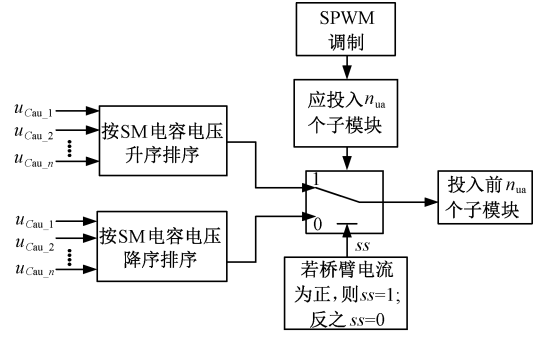 SPWM
调制
应投入n_ua
个子模块
u_Cau_1
u_Cau_2
u_Cau_n
按SM电容电压
升序排序
u_Cau_1
u_Cau_2
u_Cau_n
按SM电容电压
降序排序
1
0
ss
投入前n_ua
个子模块
若桥臂电流
为正,则ss=1;
反之ss=0